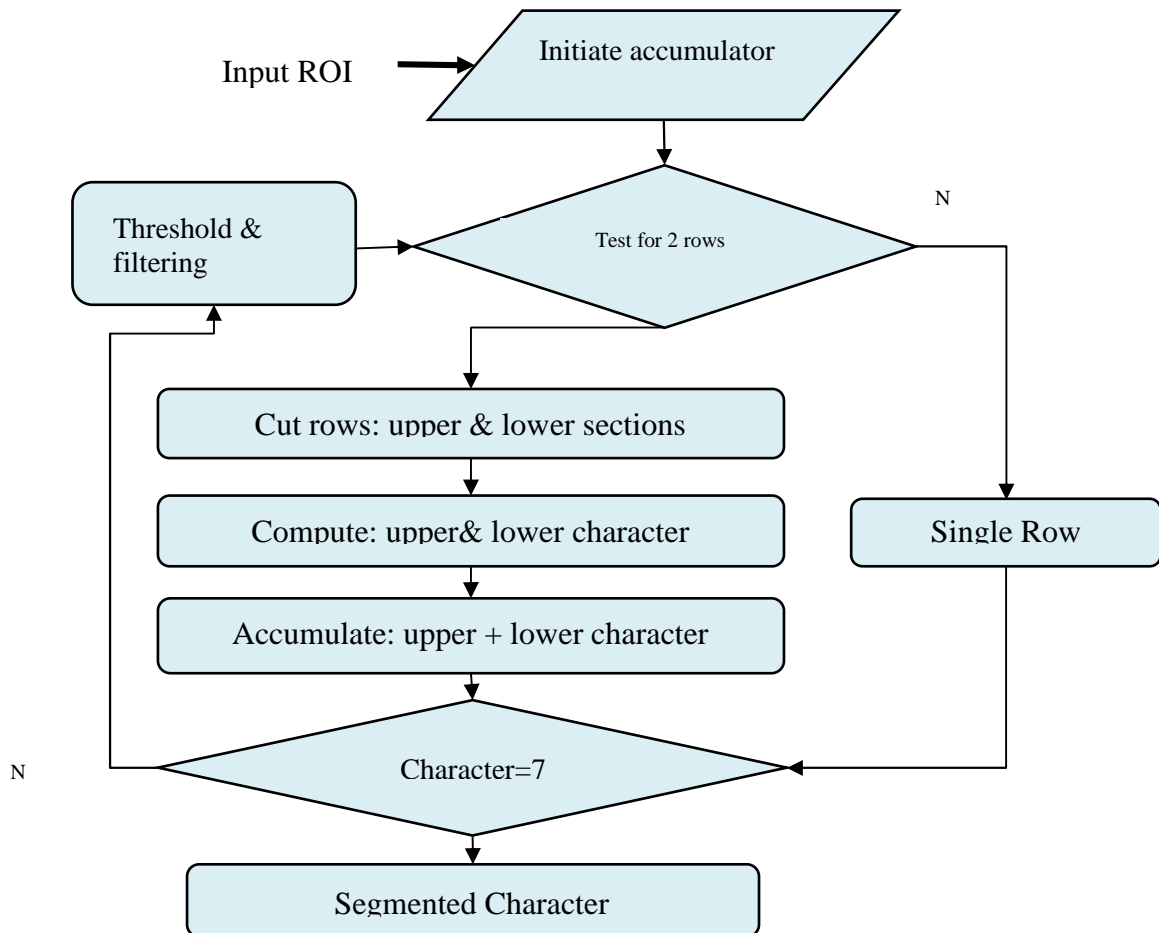 Initiate accumulator
Input ROI
N
Threshold &
filtering
Test for 2 rows
Cut rows: upper & lower sections
Compute: upper& lower character
Single Row
Accumulate: upper + lower character
N
Character=7
Segmented Character